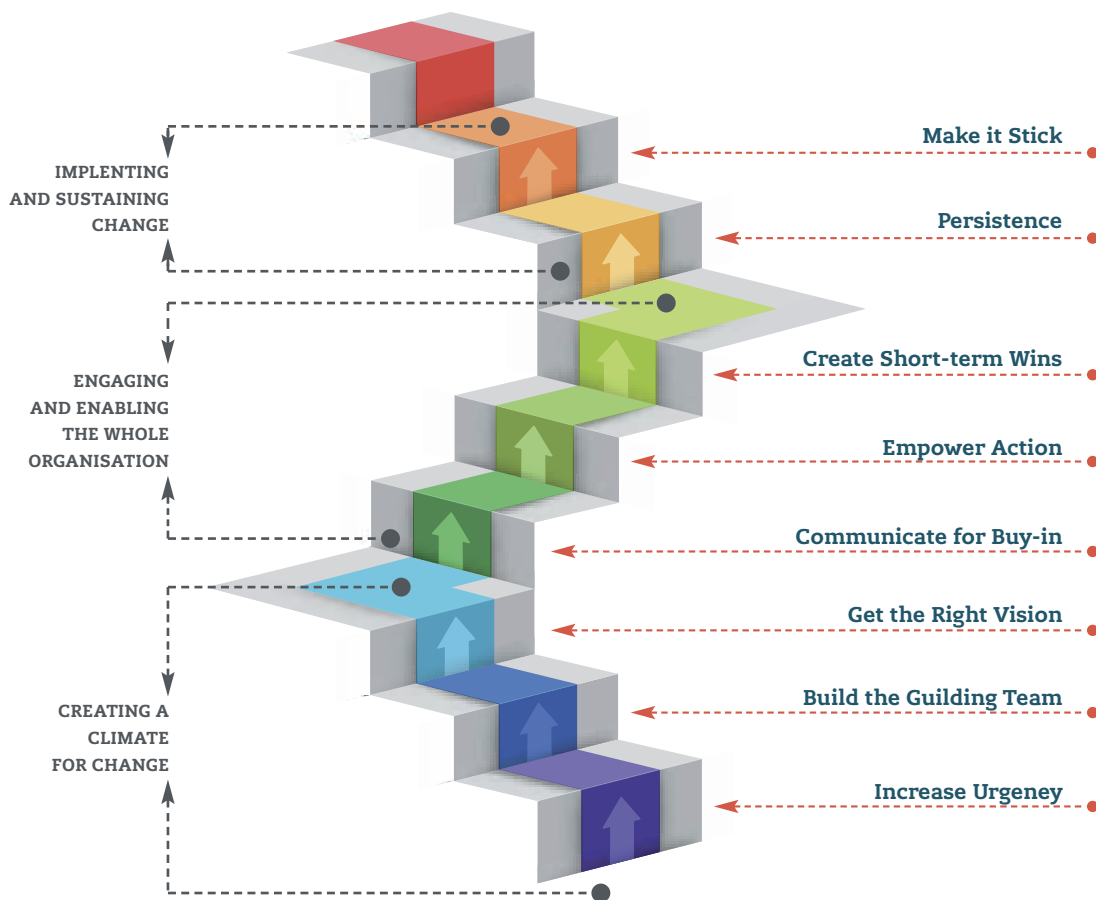 Make it Stick
IMPLENTING
AND SUSTAINING
CHANGE
Persistence
Create Short-term Wins
ENGAGING
AND ENABLING
THE WHOLE
ORGANISATION
Empower Action
Communicate for Buy-in
Get the Right Vision
Build the Guilding Team
CREATING A
CLIMATE
FOR CHANGE
Increase Urgeney